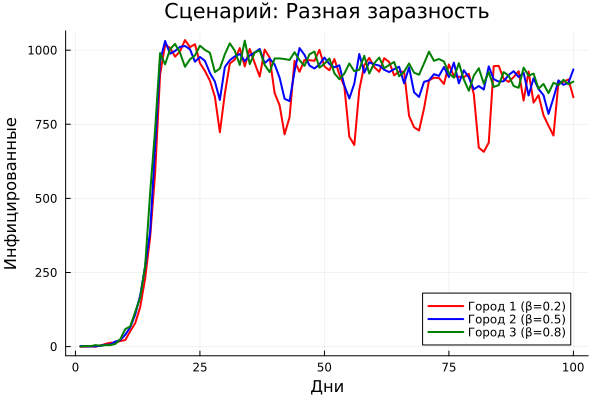 Сценарий: Разная заразность
Инфицированные
1000
750
500
250
0
0 25 50 75 100
Дни
Город 1 (β=0.2)
Город 2 (β=0.5)
Город 3 (β=0.8)